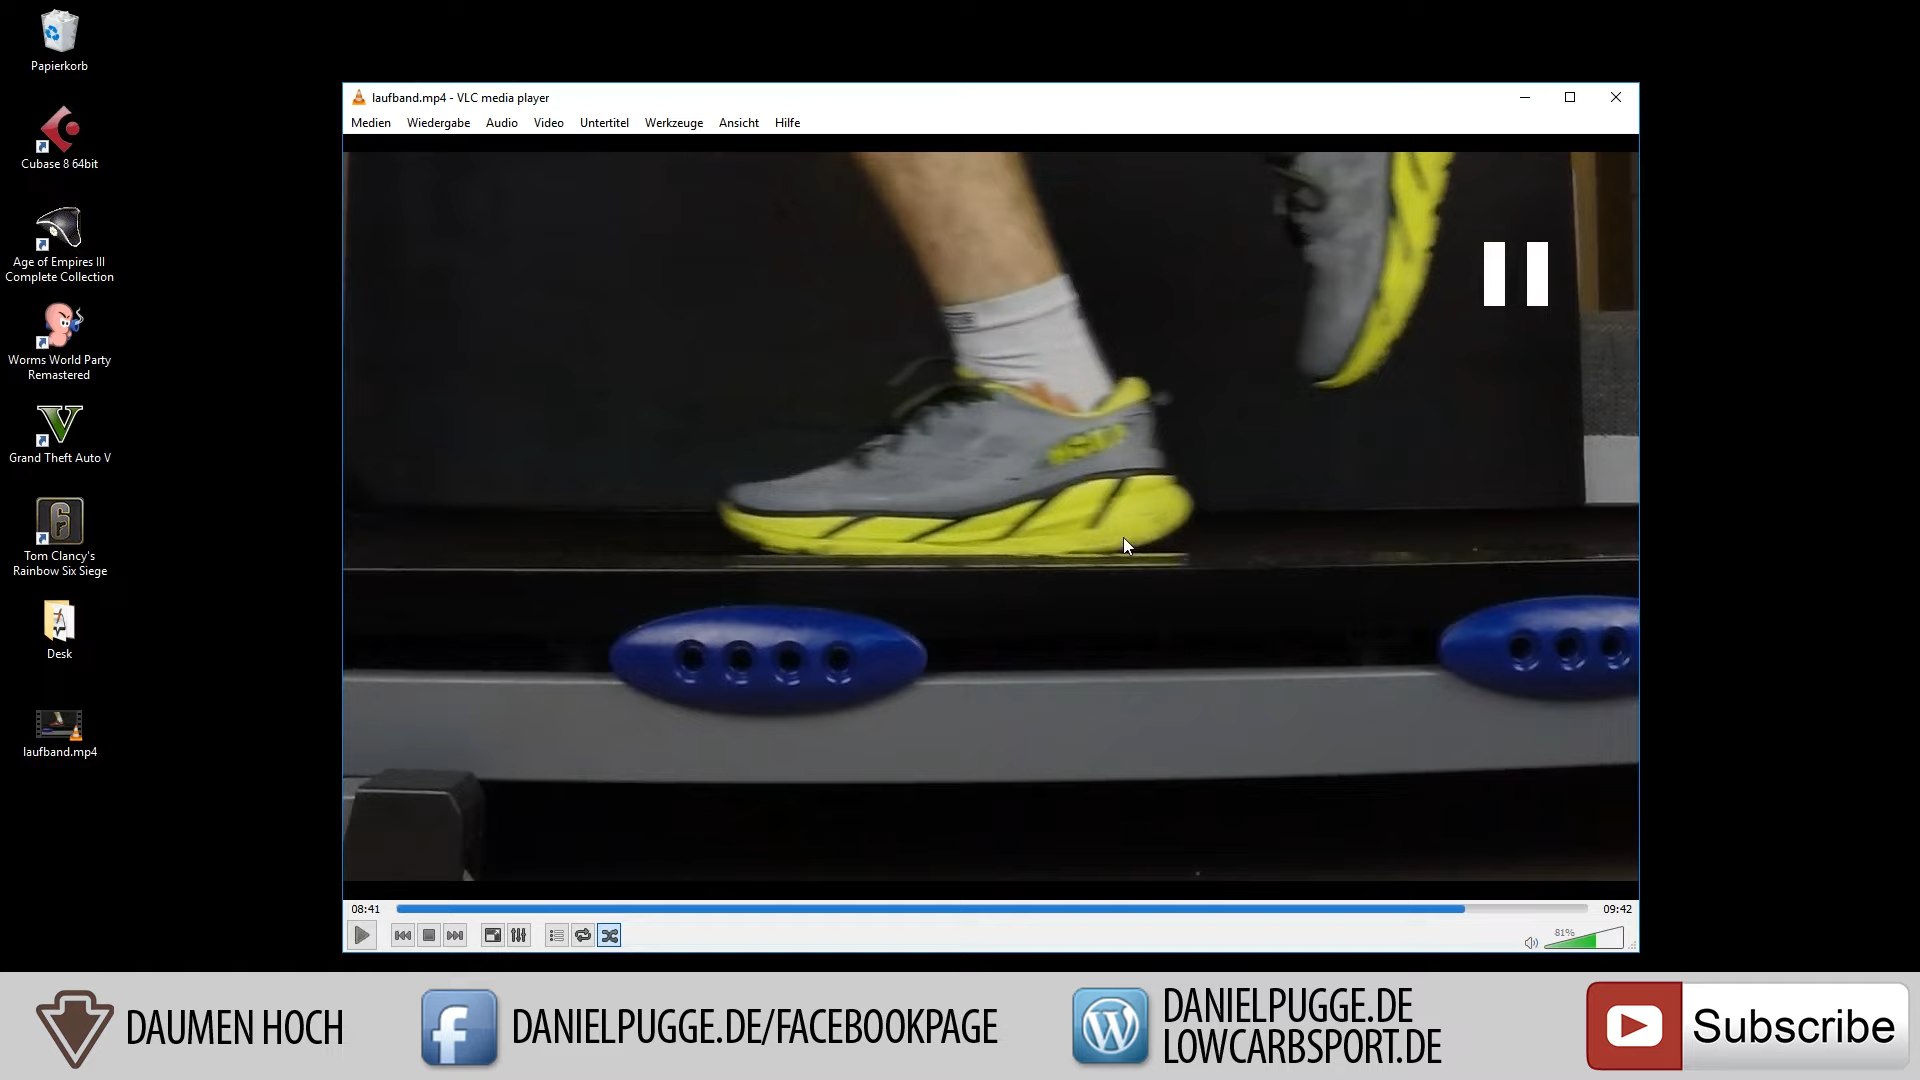 Papierkorb
Cubase 8 64bit
Age of Empires III
Complete Collection
Worms World Party
Remastered
Grand Theft Auto V
Tom Clancy's
Rainbow Six Siege
Desk
laufband.mp4
laufband.mp4 - VLC media player
Medien Wiedergabe Audio Video Untertitel Werkzeuge Ansicht Hilfe
08:41
09:42
81%
DAUMEN HOCH
DANIELPUGGE.DE/FACEBOOKPAGE
DANIELPUGGE.DE
LOWCARBSPORT.DE
Subscribe